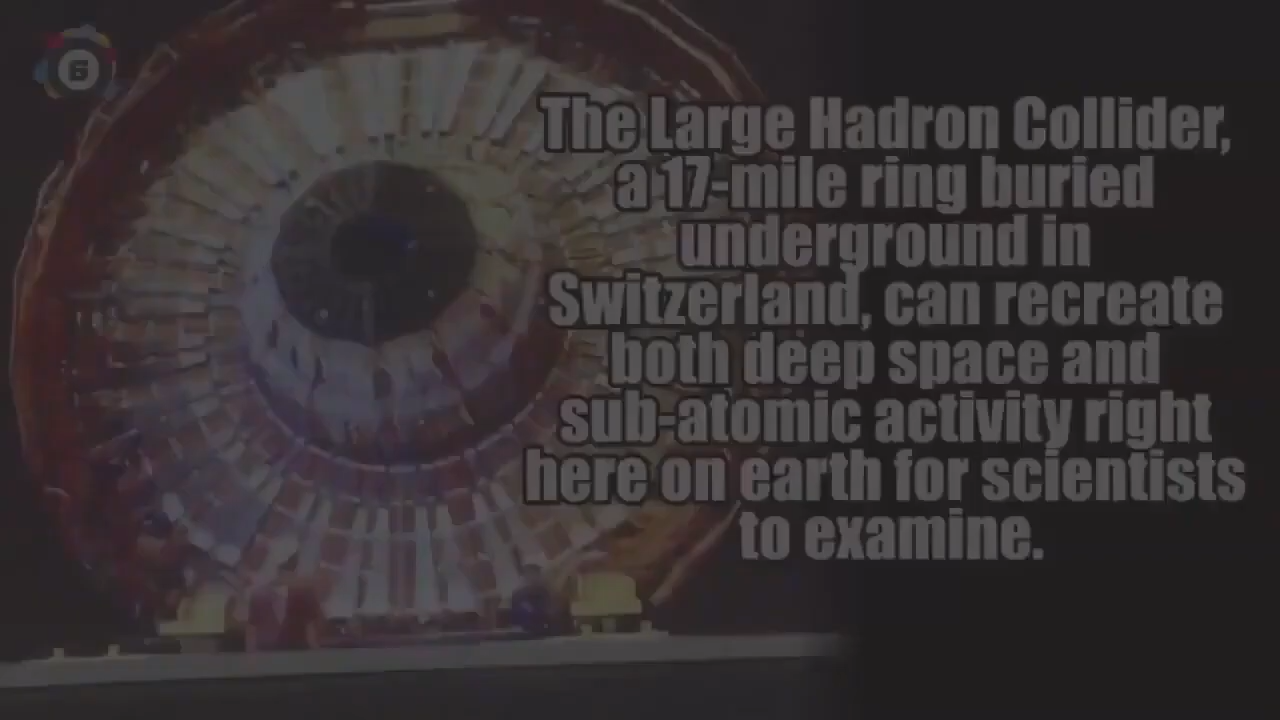 6
The Large Hadron Collider,
a 17-mile ring buried
underground in
Switzerland, can recreate
both deep space and
sub-atomic activity right
here on earth for scientists
to examine.